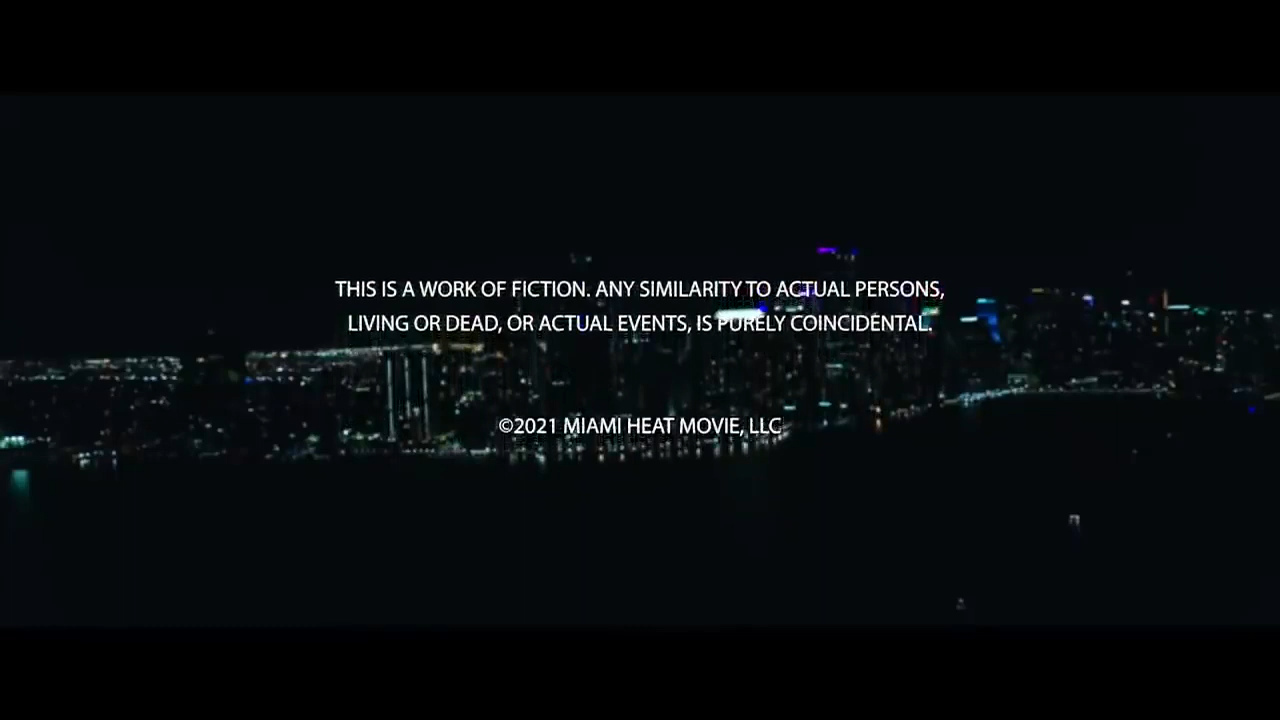 THIS IS A WORK OF FICTION. ANY SIMILARITY TO ACTUAL PERSONS,
LIVING OR DEAD, OR ACTUAL EVENTS, IS PURELY COINCIDENTAL.
©2021 MIAMI HEAT MOVIE, LLC